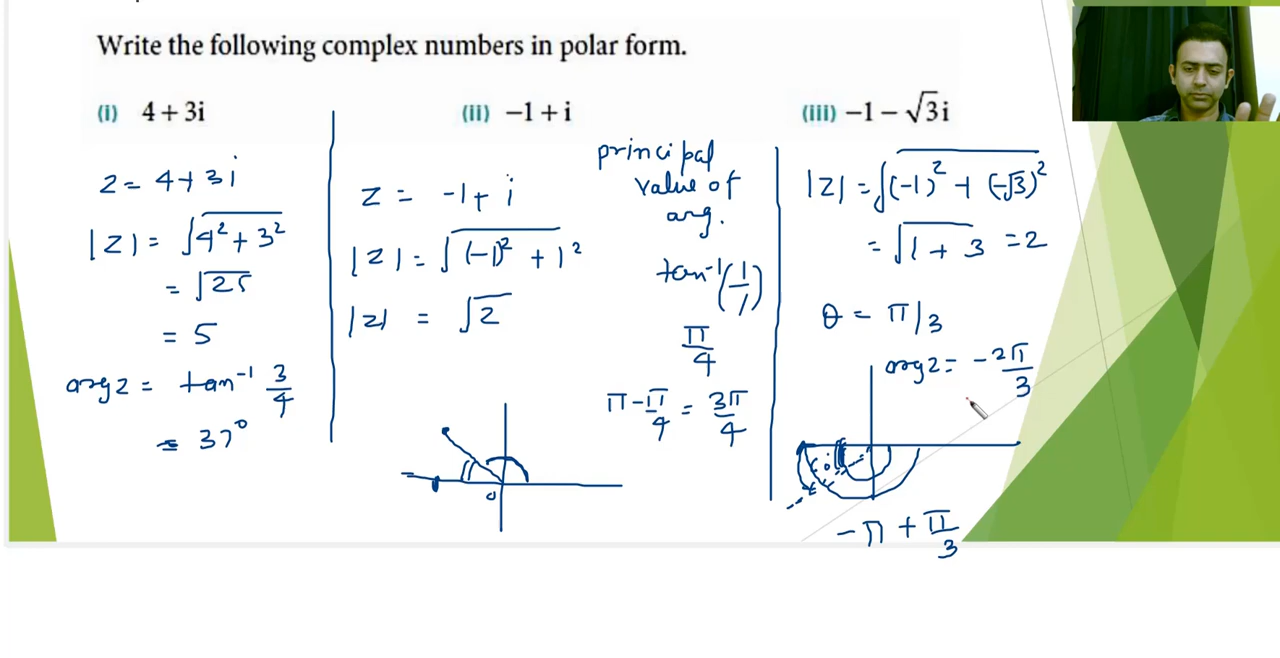 Write the following complex numbers in polar form.
(i) 4 + 3i
z = 4 + 3i
|z| = √4² + 3²
= √25
= 5
arg z = tan⁻¹ 3/4
= 37°
(ii) −1 + i
z = -1 + i
|z| = √(-1)² + 1²
|z| = √2
principal
value of
arg.
tan⁻¹(1/1)
π/4
π - π/4 = 3π/4
o
(iii) −1 − √3i
|z| = √(-1)² + (-√3)²
= √1 + 3 = 2
θ = π/3
arg z = -2π/3
-π + π/3